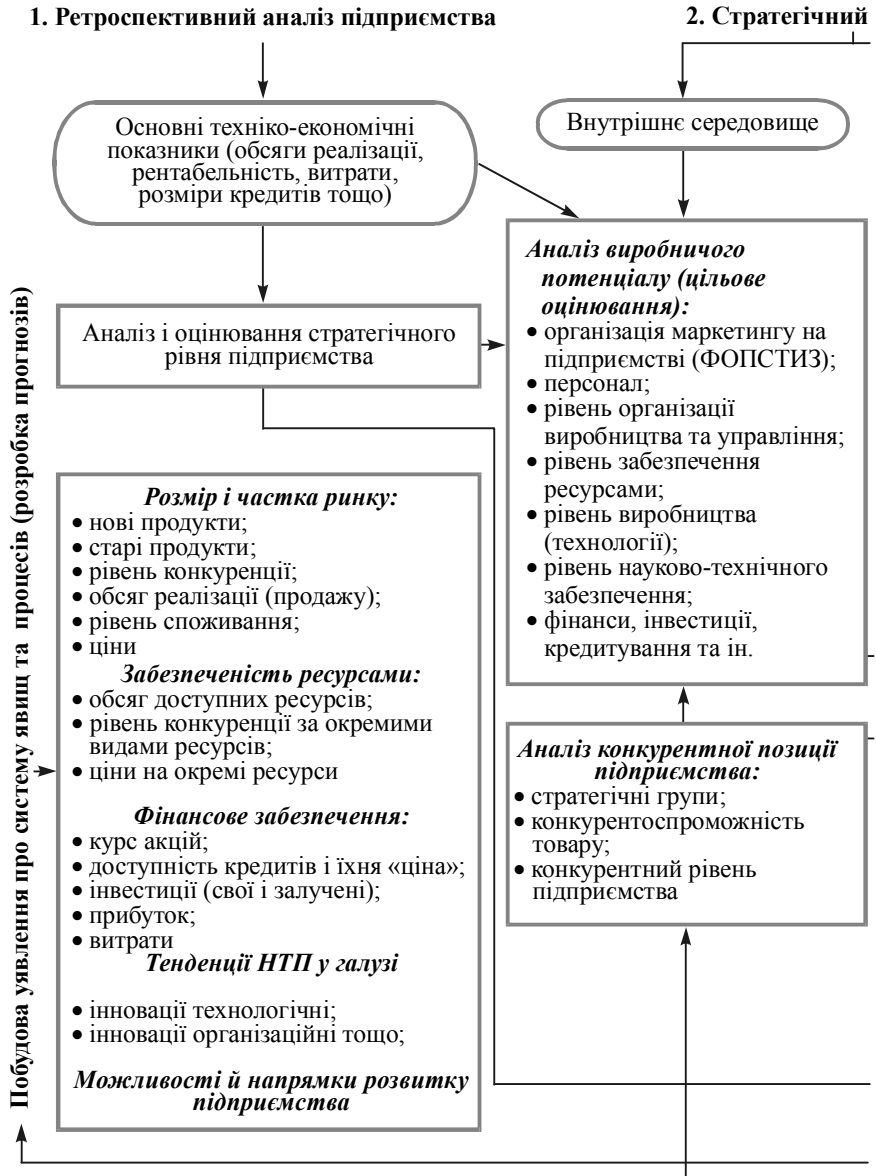 1. Ретроспективний аналіз підприємства
2. Стратегічний
Основні техніко-економічні
показники (обсяги реалізації,
рентабельність, витрати,
розміри кредитів тощо)
Внутрішнє середовище
Аналіз і оцінювання стратегічного
рівня підприємства
Аналіз виробничого
потенціалу (цільове
оцінювання):
• організація маркетингу на
підприємстві (ФОПСТИЗ);
• персонал;
• рівень організації
виробництва та управління;
• рівень забезпечення
ресурсами;
• рівень виробництва
(технології);
• рівень науково-технічного
забезпечення;
• фінанси, інвестиції,
кредитування та ін.
Побудова уявлення про систему явищ та процесів (розробка прогнозів)
Розмір і частка ринку:
• нові продукти;
• старі продукти;
• рівень конкуренції;
• обсяг реалізації (продажу);
• рівень споживання;
• ціни
Забезпеченість ресурсами:
• обсяг доступних ресурсів;
• рівень конкуренції за окремими
видами ресурсів;
• ціни на окремі ресурси
Фінансове забезпечення:
• курс акцій;
• доступність кредитів і їхня «ціна»;
• інвестиції (свої і залучені);
• прибуток;
• витрати
Тенденції НТП у галузі
• інновації технологічні;
• інновації організаційні тощо;
Можливості й напрямки розвитку
підприємства
Аналіз конкурентної позиції
підприємства:
• стратегічні групи;
• конкурентоспроможність
товару;
• конкурентний рівень
підприємства